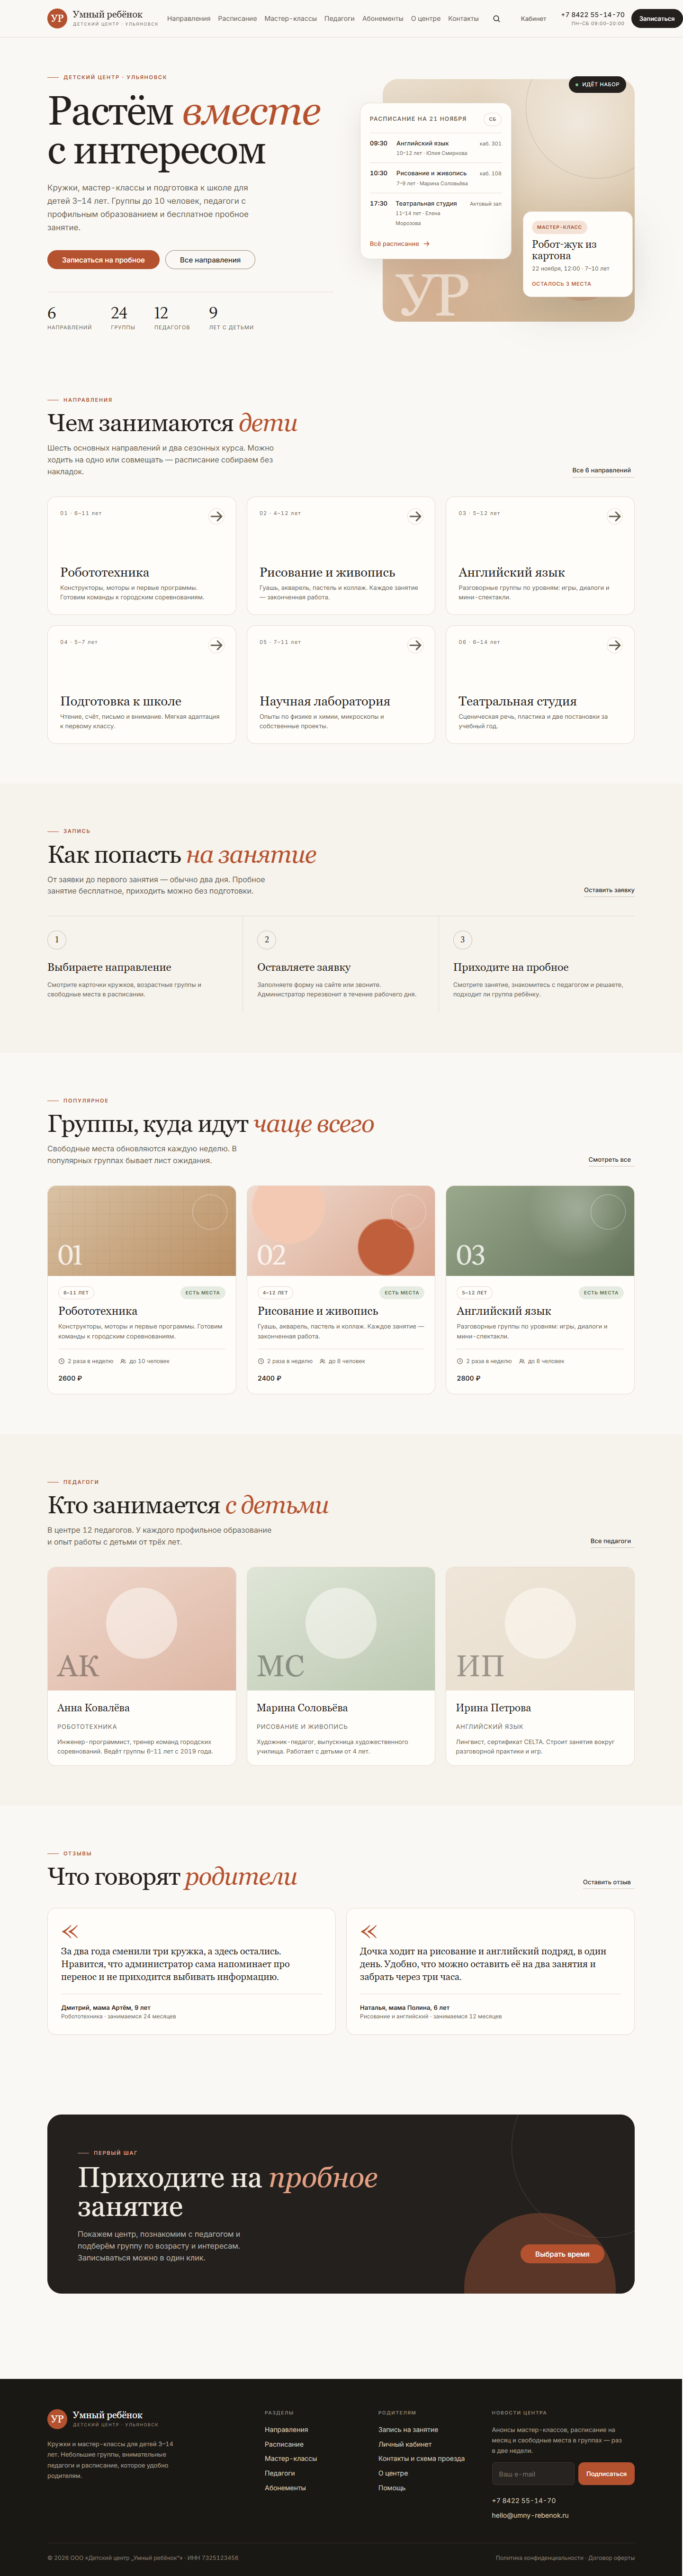 УР
Умный ребёнок
ДЕТСКИЙ ЦЕНТР · УЛЬЯНОВСК
Направления Расписание Мастер-классы Педагоги Абонементы О центре Контакты
Кабинет
+7 8422 55-14-70
ПН–СБ 09:00–20:00
Записаться
ДЕТСКИЙ ЦЕНТР · УЛЬЯНОВСК
Растём вместе
с интересом
Кружки, мастер-классы и подготовка к школе для
детей 3–14 лет. Группы до 10 человек, педагоги с
профильным образованием и бесплатное пробное
занятие.
Записаться на пробное
Все направления
6
НАПРАВЛЕНИЙ
24
ГРУППЫ
12
ПЕДАГОГОВ
9
ЛЕТ С ДЕТЬМИ
ИДЁТ НАБОР
РАСПИСАНИЕ НА 21 НОЯБРЯ
СБ
09:30 Английский язык каб. 301
10–12 лет · Юлия Смирнова
10:30 Рисование и живопись каб. 108
7–9 лет · Марина Соловьёва
17:30 Театральная студия Актовый зал
11–14 лет · Елена
Морозова
Всё расписание →
УР
МАСТЕР-КЛАСС
Робот-жук из
картона
22 ноября, 12:00 · 7–10 лет
ОСТАЛОСЬ 3 МЕСТА
НАПРАВЛЕНИЯ
Чем занимаются дети
Шесть основных направлений и два сезонных курса. Можно
ходить на одно или совмещать — расписание собираем без
накладок.
Все 6 направлений
01 · 6–11 лет
Робототехника
Конструкторы, моторы и первые программы.
Готовим команды к городским соревнованиям.
02 · 4–12 лет
Рисование и живопись
Гуашь, акварель, пастель и коллаж. Каждое занятие
— законченная работа.
03 · 5–12 лет
Английский язык
Разговорные группы по уровням: игры, диалоги и
мини-спектакли.
04 · 5–7 лет
Подготовка к школе
Чтение, счёт, письмо и внимание. Мягкая адаптация
к первому классу.
05 · 7–11 лет
Научная лаборатория
Опыты по физике и химии, микроскопы и
собственные проекты.
06 · 6–14 лет
Театральная студия
Сценическая речь, пластика и две постановки за
учебный год.
ЗАПИСЬ
Как попасть на занятие
От заявки до первого занятия — обычно два дня. Пробное
занятие бесплатное, приходить можно без подготовки.
Оставить заявку
1
Выбираете направление
Смотрите карточки кружков, возрастные группы и
свободные места в расписании.
2
Оставляете заявку
Заполняете форму на сайте или звоните.
Администратор перезвонит в течение рабочего дня.
3
Приходите на пробное
Смотрите занятие, знакомитесь с педагогом и решаете,
подходит ли группа ребёнку.
ПОПУЛЯРНОЕ
Группы, куда идут чаще всего
Свободные места обновляются каждую неделю. В
популярных группах бывает лист ожидания.
Смотреть все
01
6–11 ЛЕТ
ЕСТЬ МЕСТА
Робототехника
Конструкторы, моторы и первые программы. Готовим
команды к городским соревнованиям.
2 раза в неделю до 10 человек
2600 ₽
02
4–12 ЛЕТ
ЕСТЬ МЕСТА
Рисование и живопись
Гуашь, акварель, пастель и коллаж. Каждое занятие —
законченная работа.
2 раза в неделю до 8 человек
2400 ₽
03
5–12 ЛЕТ
ЕСТЬ МЕСТА
Английский язык
Разговорные группы по уровням: игры, диалоги и
мини-спектакли.
2 раза в неделю до 8 человек
2800 ₽
ПЕДАГОГИ
Кто занимается с детьми
В центре 12 педагогов. У каждого профильное образование
и опыт работы с детьми от трёх лет.
Все педагоги
АК
Анна Ковалёва
РОБОТОТЕХНИКА
Инженер-программист, тренер команд городских
соревнований. Ведёт группы 6–11 лет с 2019 года.
МС
Марина Соловьёва
РИСОВАНИЕ И ЖИВОПИСЬ
Художник-педагог, выпускница художественного
училища. Работает с детьми от 4 лет.
ИП
Ирина Петрова
АНГЛИЙСКИЙ ЯЗЫК
Лингвист, сертификат CELTA. Строит занятия вокруг
разговорной практики и игр.
ОТЗЫВЫ
Что говорят родители
Оставить отзыв
«
За два года сменили три кружка, а здесь остались.
Нравится, что администратор сама напоминает про
перенос и не приходится выбивать информацию.
Дмитрий, мама Артём, 9 лет
Робототехника · занимаемся 24 месяцев
«
Дочка ходит на рисование и английский подряд, в один
день. Удобно, что можно оставить её на два занятия и
забрать через три часа.
Наталья, мама Полина, 6 лет
Рисование и английский · занимаемся 12 месяцев
ПЕРВЫЙ ШАГ
Приходите на пробное
занятие
Покажем центр, познакомим с педагогом и
подберём группу по возрасту и интересам.
Записываться можно в один клик.
Выбрать время
УР
Умный ребёнок
ДЕТСКИЙ ЦЕНТР · УЛЬЯНОВСК
Кружки и мастер-классы для детей 3–14
лет. Небольшие группы, внимательные
педагоги и расписание, которое удобно
родителям.
РАЗДЕЛЫ
Направления
Расписание
Мастер-классы
Педагоги
Абонементы
РОДИТЕЛЯМ
Запись на занятие
Личный кабинет
Контакты и схема проезда
О центре
Помощь
НОВОСТИ ЦЕНТРА
Анонсы мастер-классов, расписание на
месяц и свободные места в группах — раз
в две недели.
Ваш e-mail
Подписаться
+7 8422 55-14-70
hello@umny-rebenok.ru
© 2026 ООО «Детский центр „Умный ребёнок“» · ИНН 7325123456
Политика конфиденциальности · Договор оферты